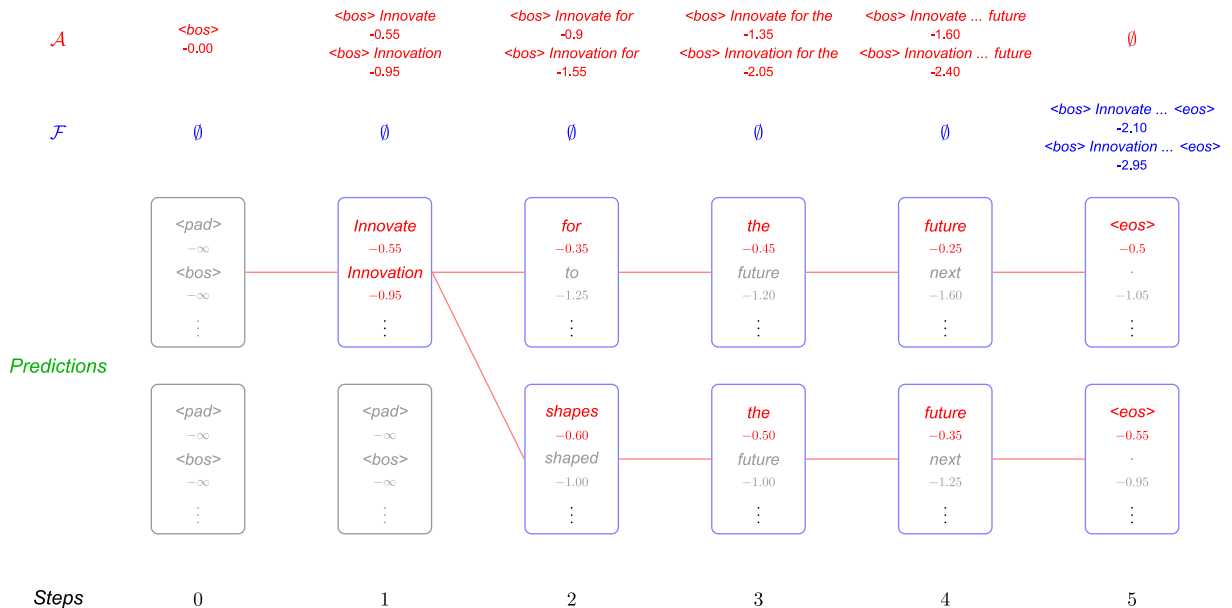 𝒜
<bos>
-0.00
<bos> Innovate
-0.55
<bos> Innovation
-0.95
<bos> Innovate for
-0.9
<bos> Innovation for
-1.55
<bos> Innovate for the
-1.35
<bos> Innovation for the
-2.05
<bos> Innovate ... future
-1.60
<bos> Innovation ... future
-2.40
∅
ℱ
∅
∅
∅
∅
∅
<bos> Innovate ... <eos>
-2.10
<bos> Innovation ... <eos>
-2.95
Predictions
<pad>
−∞
<bos>
−∞
⋮
Innovate
−0.55
Innovation
−0.95
⋮
for
−0.35
to
−1.25
⋮
the
−0.45
future
−1.20
⋮
future
−0.25
next
−1.60
⋮
<eos>
−0.5
.
−1.05
⋮
<pad>
−∞
<bos>
−∞
⋮
<pad>
−∞
<bos>
−∞
⋮
shapes
−0.60
shaped
−1.00
⋮
the
−0.50
future
−1.00
⋮
future
−0.35
next
−1.25
⋮
<eos>
−0.55
.
−0.95
⋮
Steps
0
1
2
3
4
5